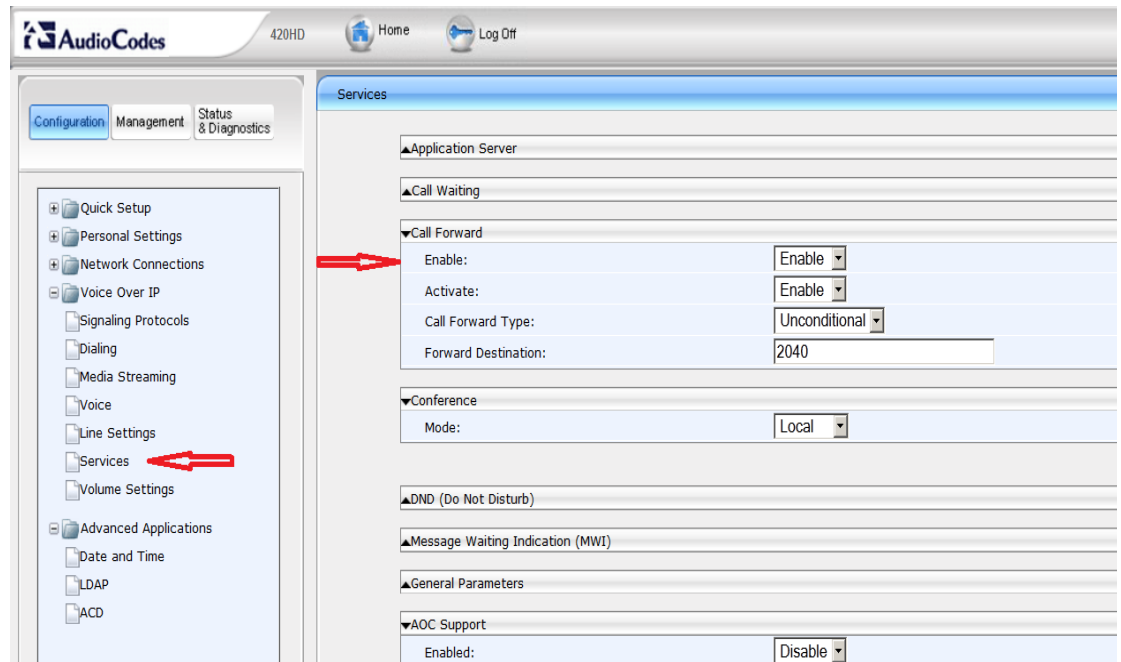 AudioCodes
420HD
Home
Log Off
Configuration
Management
Status
& Diagnostics
Quick Setup
Personal Settings
Network Connections
Voice Over IP
Signaling Protocols
Dialing
Media Streaming
Voice
Line Settings
Services
Volume Settings
Advanced Applications
Date and Time
LDAP
ACD
Services
Application Server
Call Waiting
Call Forward
Enable: Enable
Activate: Enable
Call Forward Type: Unconditional
Forward Destination: 2040
Conference
Mode: Local
DND (Do Not Disturb)
Message Waiting Indication (MWI)
General Parameters
AOC Support
Enabled: Disable